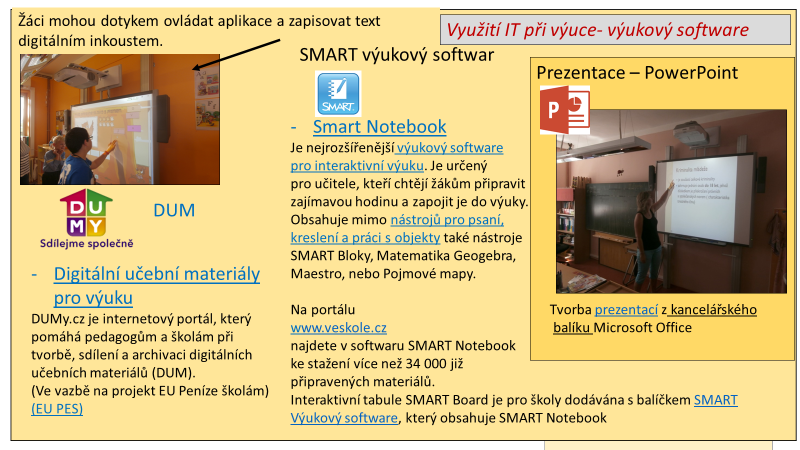 Žáci mohou dotykem ovládat aplikace a zapisovat text
digitálním inkoustem.
Využití IT při výuce- výukový software
SMART výukový softwar
SMART
- Smart Notebook
Je nejrozšířenější výukový software
pro interaktivní výuku. Je určený
pro učitele, kteří chtějí žákům připravit
zajímavou hodinu a zapojit je do výuky.
Obsahuje mimo nástrojů pro psaní,
kreslení a práci s objekty také nástroje
SMART Bloky, Matematika Geogebra,
Maestro, nebo Pojmové mapy.
Na portálu
www.veskole.cz
najdete v softwaru SMART Notebook
ke stažení více než 34 000 již
připravených materiálů.
Interaktivní tabule SMART Board je pro školy dodávána s balíčkem SMART
Výukový software, který obsahuje SMART Notebook
DUMY
Sdílejme společně
DUM
- Digitální učební materiály
pro výuku
DUMy.cz je internetový portál, který
pomáhá pedagogům a školám při
tvorbě, sdílení a archivaci digitálních
učebních materiálů (DUM).
(Ve vazbě na projekt EU Peníze školám)
(EU PES)
Prezentace – PowerPoint
P
Tvorba prezentací z kancelářského
balíku Microsoft Office